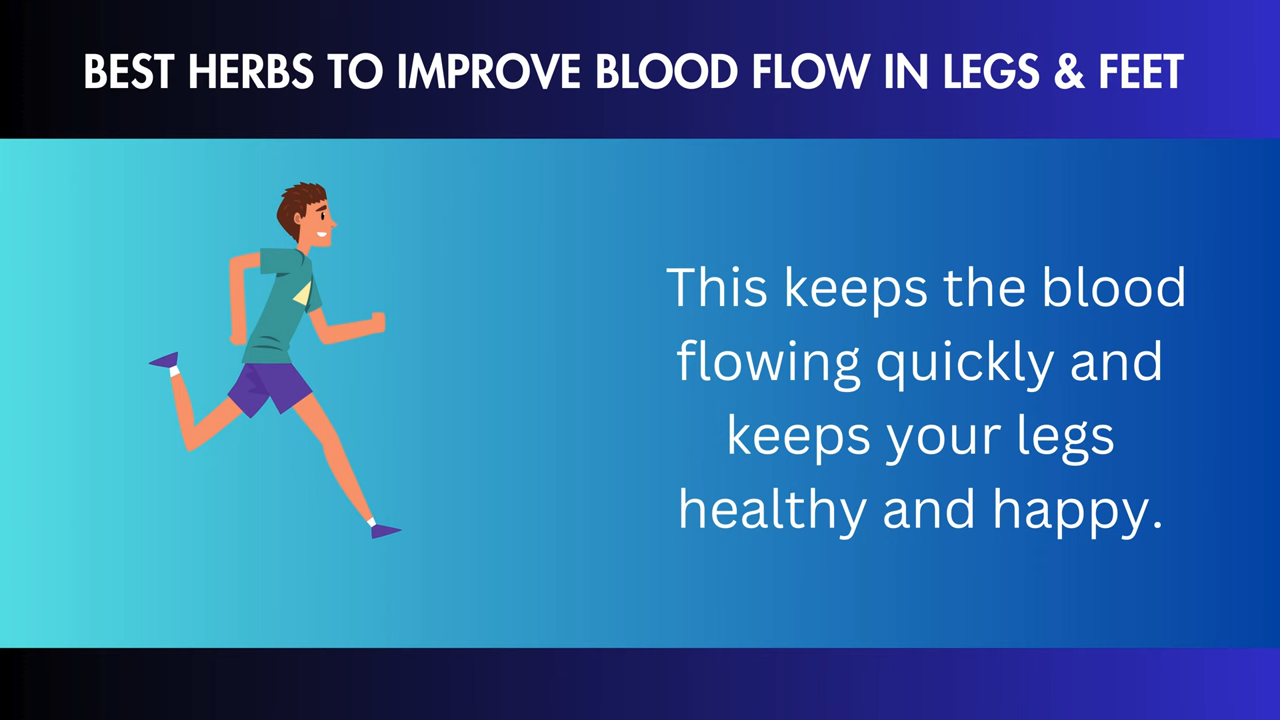 BEST HERBS TO IMPROVE BLOOD FLOW IN LEGS & FEET
This keeps the blood
flowing quickly and
keeps your legs
healthy and happy.